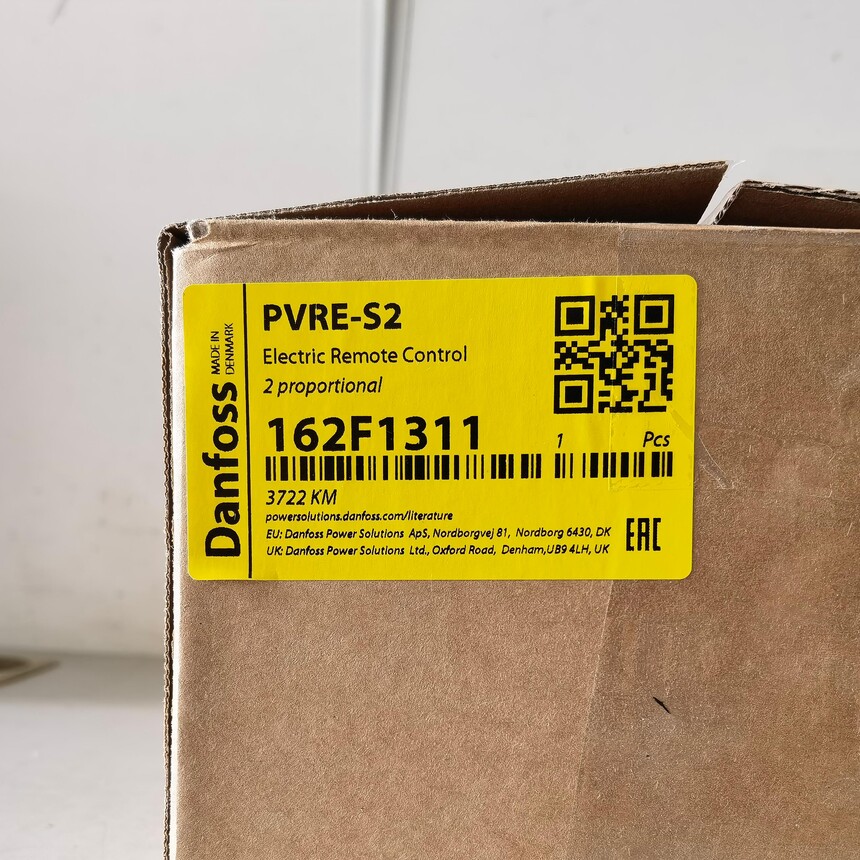 Danfoss
MADE IN
DENMARK
PVRE-S2
Electric Remote Control
2 proportional
162F1311
1 Pcs
3722 KM
powersolutions.danfoss.com/literature
EU: Danfoss Power Solutions ApS, Nordborgvej 81, Nordborg 6430, DK
UK: Danfoss Power Solutions Ltd., Oxford Road, Denham,UB9 4LH, UK
EAC